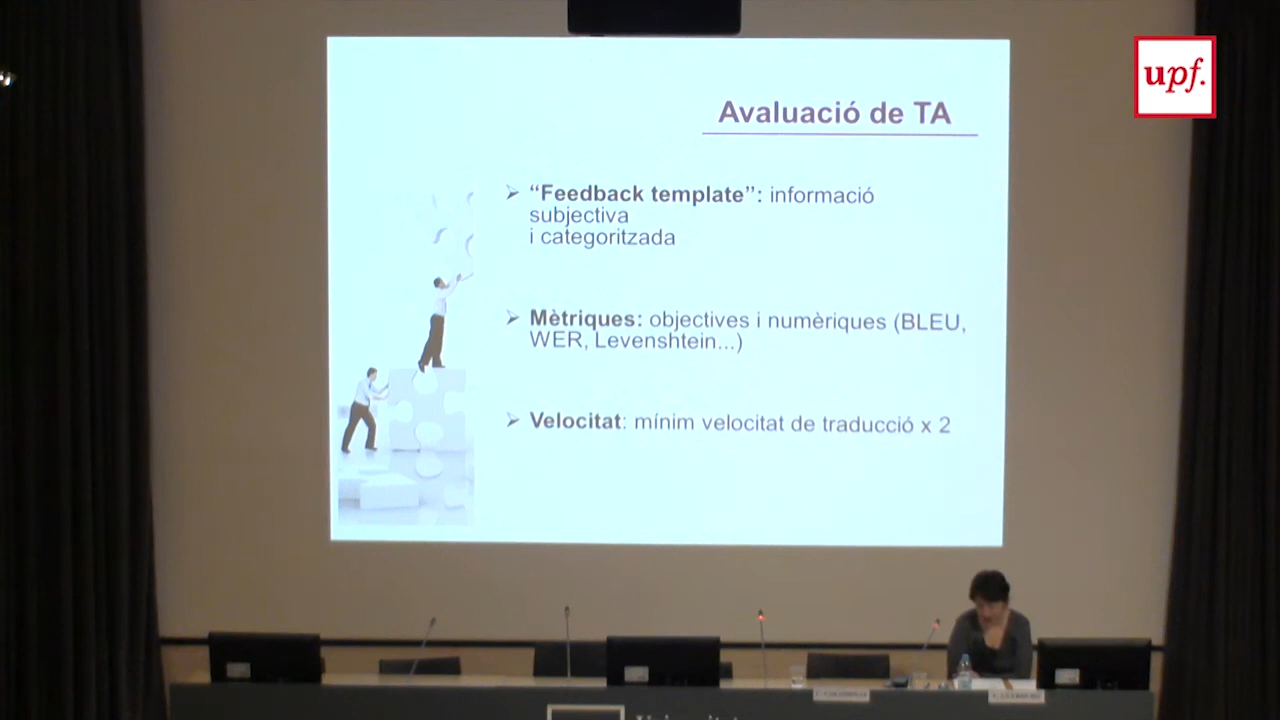 upf.
Avaluació de TA
“Feedback template”: informació
subjectiva
i categoritzada
Mètriques: objectives i numèriques (BLEU,
WER, Levenshtein...)
Velocitat: mínim velocitat de traducció x 2